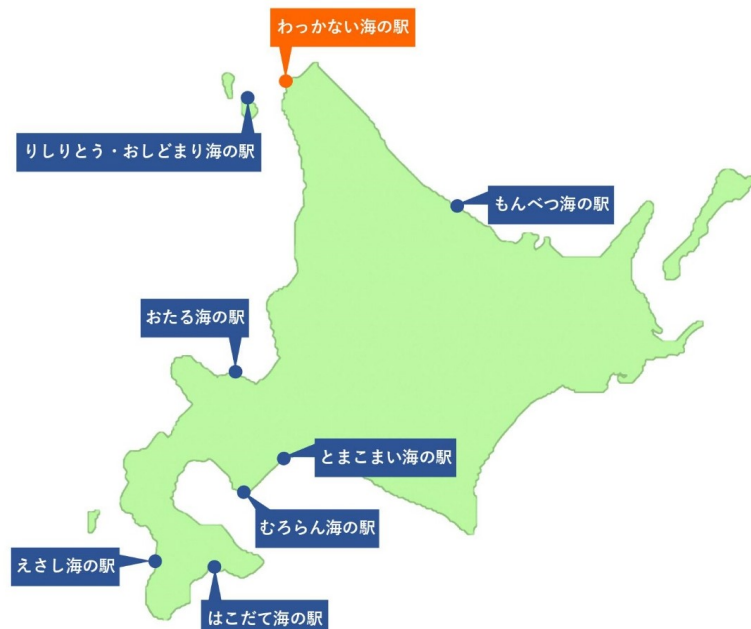 わっかない海の駅
りしりとう・おしどまり海の駅
もんべつ海の駅
おたる海の駅
とまこまい海の駅
むろらん海の駅
えさし海の駅
はこだて海の駅